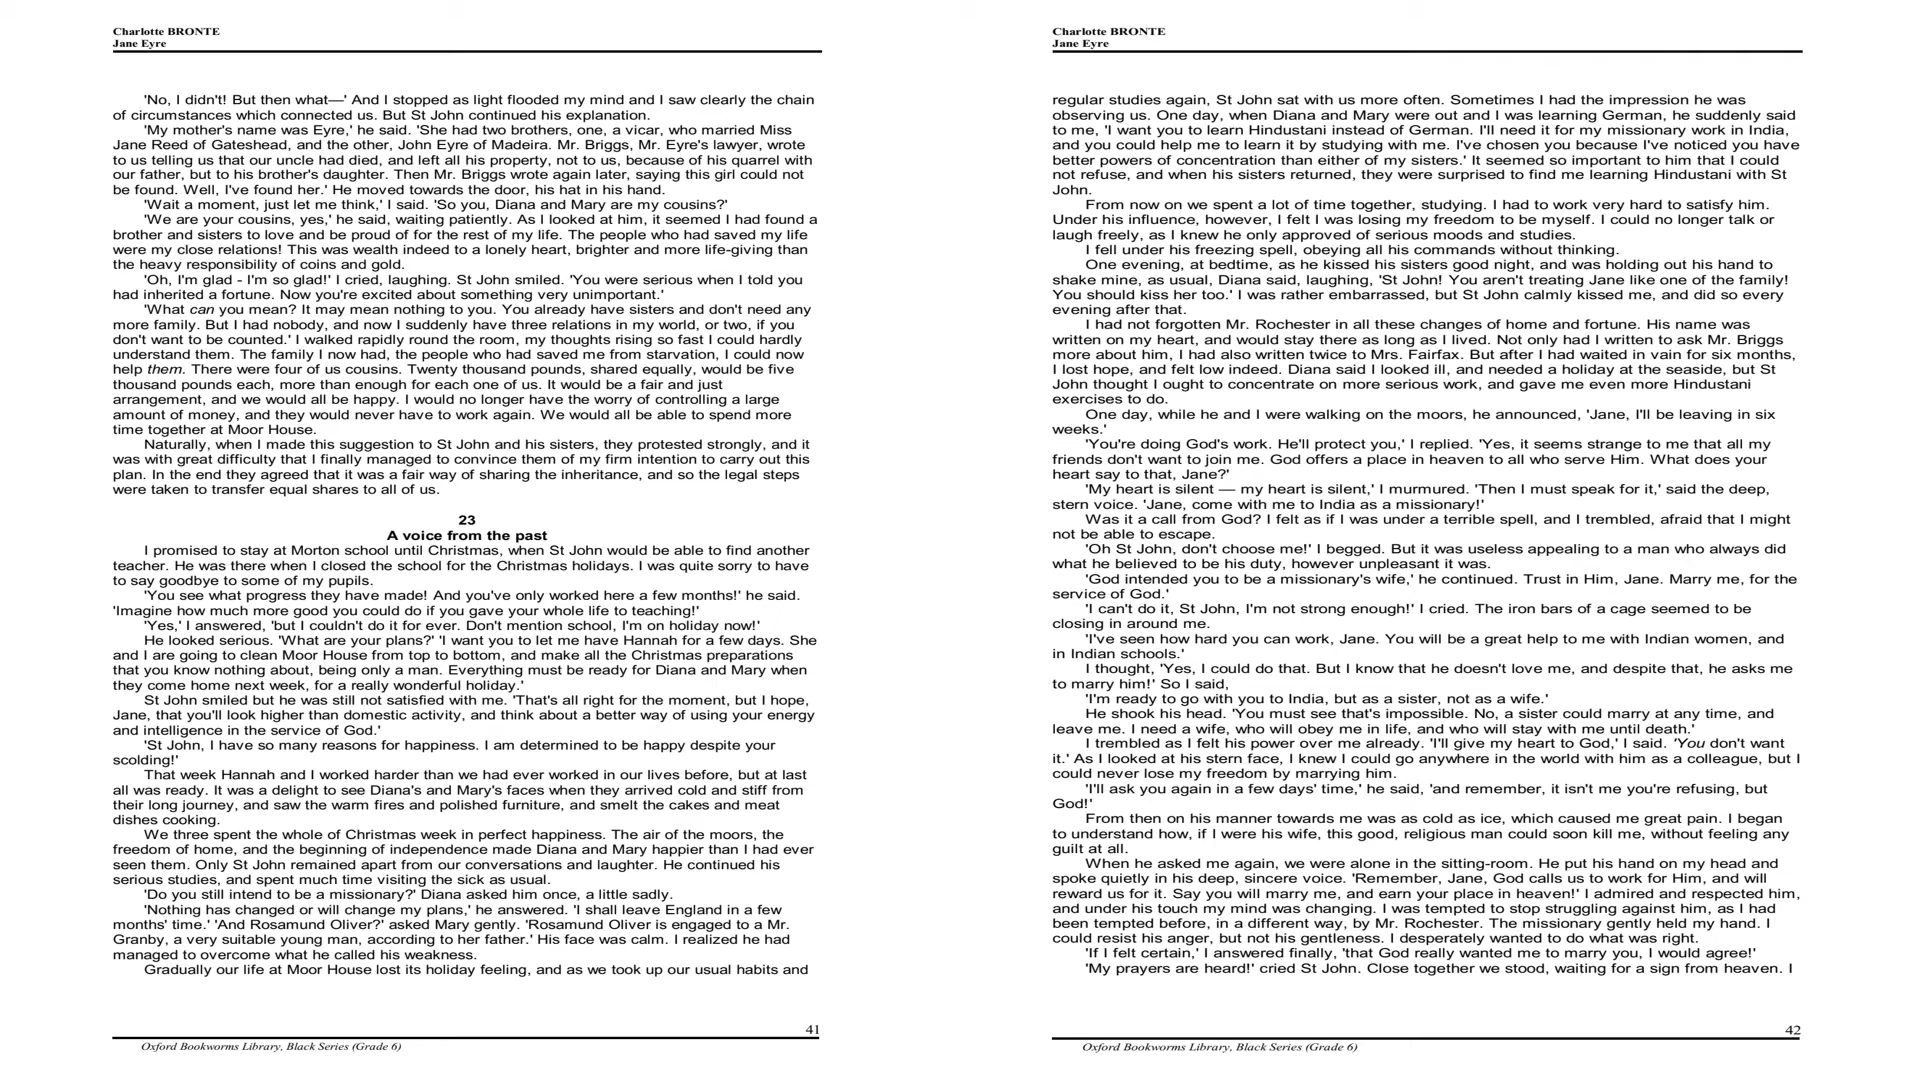 Charlotte BRONTE
Jane Eyre
'No, I didn't! But then what—' And I stopped as light flooded my mind and I saw clearly the chain
of circumstances which connected us. But St John continued his explanation.
'My mother's name was Eyre,' he said. 'She had two brothers, one, a vicar, who married Miss
Jane Reed of Gateshead, and the other, John Eyre of Madeira. Mr. Briggs, Mr. Eyre's lawyer, wrote
to us telling us that our uncle had died, and left all his property, not to us, because of his quarrel with
our father, but to his brother's daughter. Then Mr. Briggs wrote again later, saying this girl could not
be found. Well, I've found her.' He moved towards the door, his hat in his hand.
'Wait a moment, just let me think,' I said. 'So you, Diana and Mary are my cousins?'
'We are your cousins, yes,' he said, waiting patiently. As I looked at him, it seemed I had found a
brother and sisters to love and be proud of for the rest of my life. The people who had saved my life
were my close relations! This was wealth indeed to a lonely heart, brighter and more life-giving than
the heavy responsibility of coins and gold.
'Oh, I'm glad - I'm so glad!' I cried, laughing. St John smiled. 'You were serious when I told you
had inherited a fortune. Now you're excited about something very unimportant.'
'What can you mean? It may mean nothing to you. You already have sisters and don't need any
more family. But I had nobody, and now I suddenly have three relations in my world, or two, if you
don't want to be counted.' I walked rapidly round the room, my thoughts rising so fast I could hardly
understand them. The family I now had, the people who had saved me from starvation, I could now
help them. There were four of us cousins. Twenty thousand pounds, shared equally, would be five
thousand pounds each, more than enough for each one of us. It would be a fair and just
arrangement, and we would all be happy. I would no longer have the worry of controlling a large
amount of money, and they would never have to work again. We would all be able to spend more
time together at Moor House.
Naturally, when I made this suggestion to St John and his sisters, they protested strongly, and it
was with great difficulty that I finally managed to convince them of my firm intention to carry out this
plan. In the end they agreed that it was a fair way of sharing the inheritance, and so the legal steps
were taken to transfer equal shares to all of us.
23
A voice from the past
I promised to stay at Morton school until Christmas, when St John would be able to find another
teacher. He was there when I closed the school for the Christmas holidays. I was quite sorry to have
to say goodbye to some of my pupils.
'You see what progress they have made! And you've only worked here a few months!' he said.
'Imagine how much more good you could do if you gave your whole life to teaching!'
'Yes,' I answered, 'but I couldn't do it for ever. Don't mention school, I'm on holiday now!'
He looked serious. 'What are your plans?' 'I want you to let me have Hannah for a few days. She
and I are going to clean Moor House from top to bottom, and make all the Christmas preparations
that you know nothing about, being only a man. Everything must be ready for Diana and Mary when
they come home next week, for a really wonderful holiday.'
St John smiled but he was still not satisfied with me. 'That's all right for the moment, but I hope,
Jane, that you'll look higher than domestic activity, and think about a better way of using your energy
and intelligence in the service of God.'
'St John, I have so many reasons for happiness. I am determined to be happy despite your
scolding!'
That week Hannah and I worked harder than we had ever worked in our lives before, but at last
all was ready. It was a delight to see Diana's and Mary's faces when they arrived cold and stiff from
their long journey, and saw the warm fires and polished furniture, and smelt the cakes and meat
dishes cooking.
We three spent the whole of Christmas week in perfect happiness. The air of the moors, the
freedom of home, and the beginning of independence made Diana and Mary happier than I had ever
seen them. Only St John remained apart from our conversations and laughter. He continued his
serious studies, and spent much time visiting the sick as usual.
'Do you still intend to be a missionary?' Diana asked him once, a little sadly.
'Nothing has changed or will change my plans,' he answered. 'I shall leave England in a few
months' time.' 'And Rosamund Oliver?' asked Mary gently. 'Rosamund Oliver is engaged to a Mr.
Granby, a very suitable young man, according to her father.' His face was calm. I realized he had
managed to overcome what he called his weakness.
Gradually our life at Moor House lost its holiday feeling, and as we took up our usual habits and
41
Oxford Bookworms Library, Black Series (Grade 6)
Charlotte BRONTE
Jane Eyre
regular studies again, St John sat with us more often. Sometimes I had the impression he was
observing us. One day, when Diana and Mary were out and I was learning German, he suddenly said
to me, 'I want you to learn Hindustani instead of German. I'll need it for my missionary work in India,
and you could help me to learn it by studying with me. I've chosen you because I've noticed you have
better powers of concentration than either of my sisters.' It seemed so important to him that I could
not refuse, and when his sisters returned, they were surprised to find me learning Hindustani with St
John.
From now on we spent a lot of time together, studying. I had to work very hard to satisfy him.
Under his influence, however, I felt I was losing my freedom to be myself. I could no longer talk or
laugh freely, as I knew he only approved of serious moods and studies.
I fell under his freezing spell, obeying all his commands without thinking.
One evening, at bedtime, as he kissed his sisters good night, and was holding out his hand to
shake mine, as usual, Diana said, laughing, 'St John! You aren't treating Jane like one of the family!
You should kiss her too.' I was rather embarrassed, but St John calmly kissed me, and did so every
evening after that.
I had not forgotten Mr. Rochester in all these changes of home and fortune. His name was
written on my heart, and would stay there as long as I lived. Not only had I written to ask Mr. Briggs
more about him, I had also written twice to Mrs. Fairfax. But after I had waited in vain for six months,
I lost hope, and felt low indeed. Diana said I looked ill, and needed a holiday at the seaside, but St
John thought I ought to concentrate on more serious work, and gave me even more Hindustani
exercises to do.
One day, while he and I were walking on the moors, he announced, 'Jane, I'll be leaving in six
weeks.'
'You're doing God's work. He'll protect you,' I replied. 'Yes, it seems strange to me that all my
friends don't want to join me. God offers a place in heaven to all who serve Him. What does your
heart say to that, Jane?'
'My heart is silent — my heart is silent,' I murmured. 'Then I must speak for it,' said the deep,
stern voice. 'Jane, come with me to India as a missionary!'
Was it a call from God? I felt as if I was under a terrible spell, and I trembled, afraid that I might
not be able to escape.
'Oh St John, don't choose me!' I begged. But it was useless appealing to a man who always did
what he believed to be his duty, however unpleasant it was.
'God intended you to be a missionary's wife,' he continued. Trust in Him, Jane. Marry me, for the
service of God.'
'I can't do it, St John, I'm not strong enough!' I cried. The iron bars of a cage seemed to be
closing in around me.
'I've seen how hard you can work, Jane. You will be a great help to me with Indian women, and
in Indian schools.'
I thought, 'Yes, I could do that. But I know that he doesn't love me, and despite that, he asks me
to marry him!' So I said,
'I'm ready to go with you to India, but as a sister, not as a wife.'
He shook his head. 'You must see that's impossible. No, a sister could marry at any time, and
leave me. I need a wife, who will obey me in life, and who will stay with me until death.'
I trembled as I felt his power over me already. 'I'll give my heart to God,' I said. 'You don't want
it.' As I looked at his stern face, I knew I could go anywhere in the world with him as a colleague, but I
could never lose my freedom by marrying him.
'I'll ask you again in a few days' time,' he said, 'and remember, it isn't me you're refusing, but
God!'
From then on his manner towards me was as cold as ice, which caused me great pain. I began
to understand how, if I were his wife, this good, religious man could soon kill me, without feeling any
guilt at all.
When he asked me again, we were alone in the sitting-room. He put his hand on my head and
spoke quietly in his deep, sincere voice. 'Remember, Jane, God calls us to work for Him, and will
reward us for it. Say you will marry me, and earn your place in heaven!' I admired and respected him,
and under his touch my mind was changing. I was tempted to stop struggling against him, as I had
been tempted before, in a different way, by Mr. Rochester. The missionary gently held my hand. I
could resist his anger, but not his gentleness. I desperately wanted to do what was right.
'If I felt certain,' I answered finally, 'that God really wanted me to marry you, I would agree!'
'My prayers are heard!' cried St John. Close together we stood, waiting for a sign from heaven. I
42
Oxford Bookworms Library, Black Series (Grade 6)